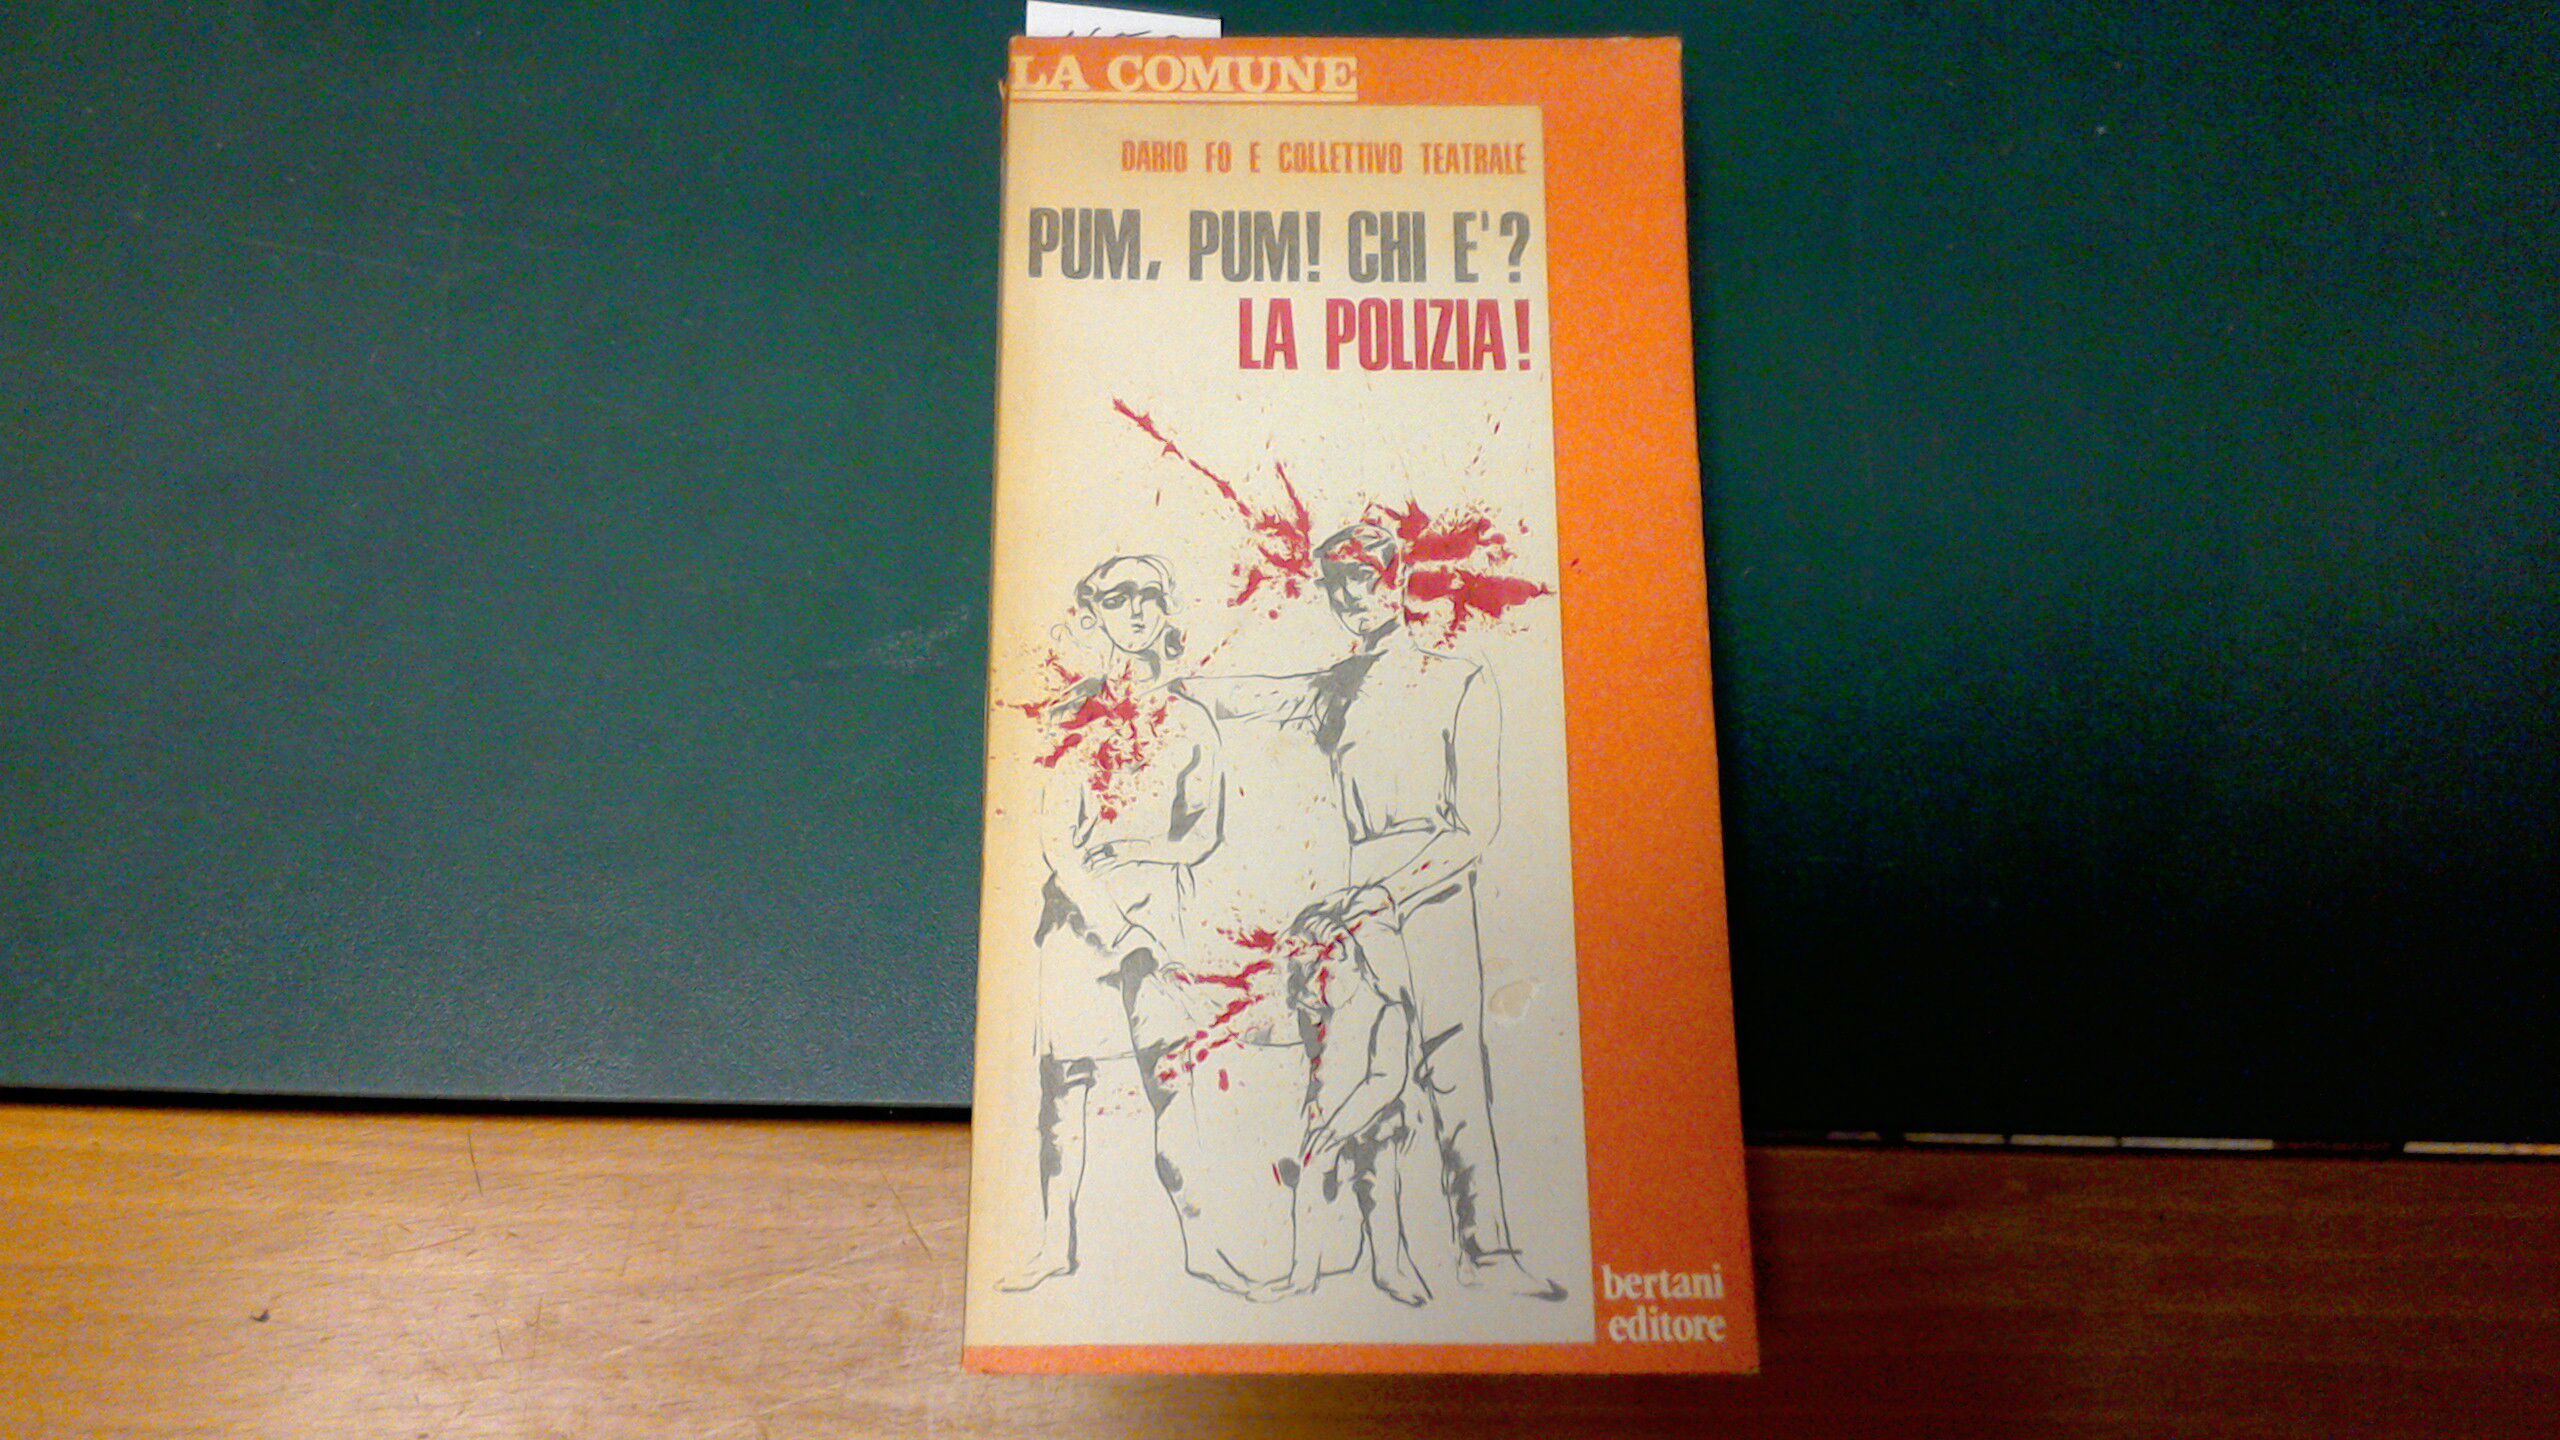 LA COMUNE
DARIO FO E COLLETTIVO TEATRALE
PUM, PUM! CHI E'?
LA POLIZIA!
bertani
editore